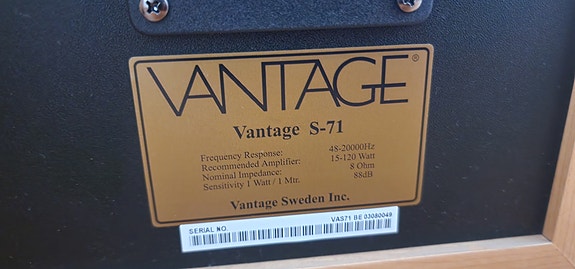 VANTAGE®
Vantage S-71
Frequency Response: 48-20000Hz
Recommended Amplifier: 15-120 Watt
Nominal Impedance: 8 Ohm
Sensitivity 1 Watt / 1 Mtr. 88dB
Vantage Sweden Inc.
SERIAL NO. VAS71 BE 03080049